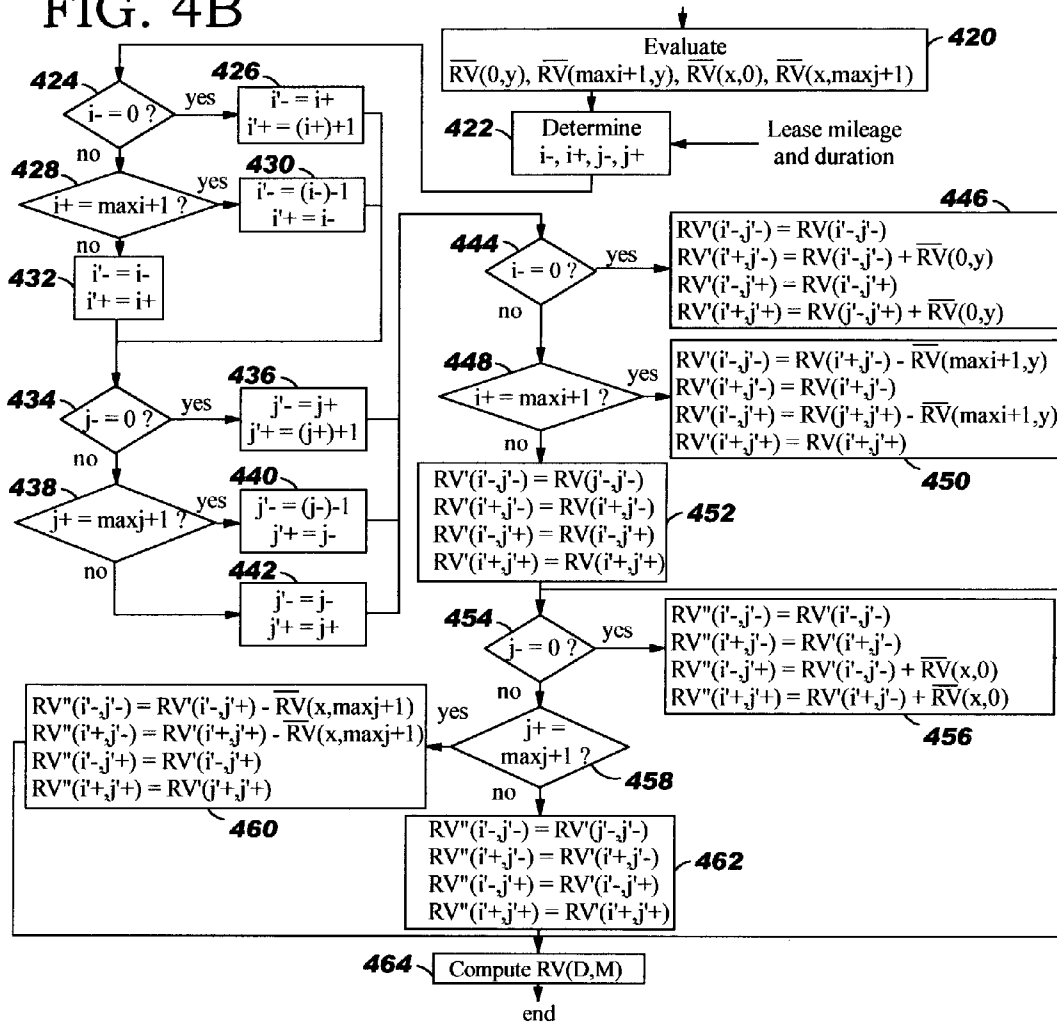 FIG. 4B
Evaluate
RV(0,y), RV(maxi+1,y), RV(x,0), RV(x,maxj+1)
420
422
Determine
i-, i+, j-, j+
Lease mileage
and duration
424
i- = 0 ?
yes
no
426
i'- = i+
i'+ = (i+)+1
428
i+ = maxi+1 ?
yes
no
430
i'- = (i-)-1
i'+ = i-
432
i'- = i-
i'+ = i+
434
j- = 0 ?
yes
no
436
j'- = j+
j'+ = (j+)+1
438
j+ = maxj+1 ?
yes
no
440
j'- = (j-)-1
j'+ = j-
442
j'- = j-
j'+ = j+
444
i- = 0 ?
yes
no
446
RV'(i'-,j'-) = RV(i'-,j'-)
RV'(i'+,j'-) = RV(i'-,j'-) + RV(0,y)
RV'(i'-,j'+) = RV(i'-,j'+)
RV'(i'+,j'+) = RV(j'-,j'+) + RV(0,y)
448
i+ = maxi+1 ?
yes
no
RV'(i'-,j'-) = RV(i'+,j'-) - RV(maxi+1,y)
RV'(i'+,j'-) = RV(i'+,j'-)
RV'(i'-,j'+) = RV(j'+,j'+) - RV(maxi+1,y)
RV'(i'+,j'+) = RV(i'+,j'+)
450
RV'(i'-,j'-) = RV(j'-,j'-)
RV'(i'+,j'-) = RV(i'+,j'-)
RV'(i'-,j'+) = RV(i'-,j'+)
RV'(i'+,j'+) = RV(i'+,j'+)
452
454
j- = 0 ?
yes
no
RV"(i'-,j'-) = RV'(i'-,j'-)
RV"(i'+,j'-) = RV'(i'+,j'-)
RV"(i'-,j'+) = RV'(i'-,j'-) + RV(x,0)
RV"(i'+,j'+) = RV'(i'+,j'-) + RV(x,0)
456
j+ =
maxj+1 ?
yes
no
458
RV"(i'-,j'-) = RV'(i'-,j'+) - RV(x,maxj+1)
RV"(i'+,j'-) = RV'(i'+,j'+) - RV(x,maxj+1)
RV"(i'-,j'+) = RV'(i'-,j'+)
RV"(i'+,j'+) = RV'(j'+,j'+)
460
RV"(i'-,j'-) = RV'(j'-,j'-)
RV"(i'+,j'-) = RV'(i'+,j'-)
RV"(i'-,j'+) = RV'(i'-,j'+)
RV"(i'+,j'+) = RV'(i'+,j'+)
462
464
Compute RV(D,M)
end